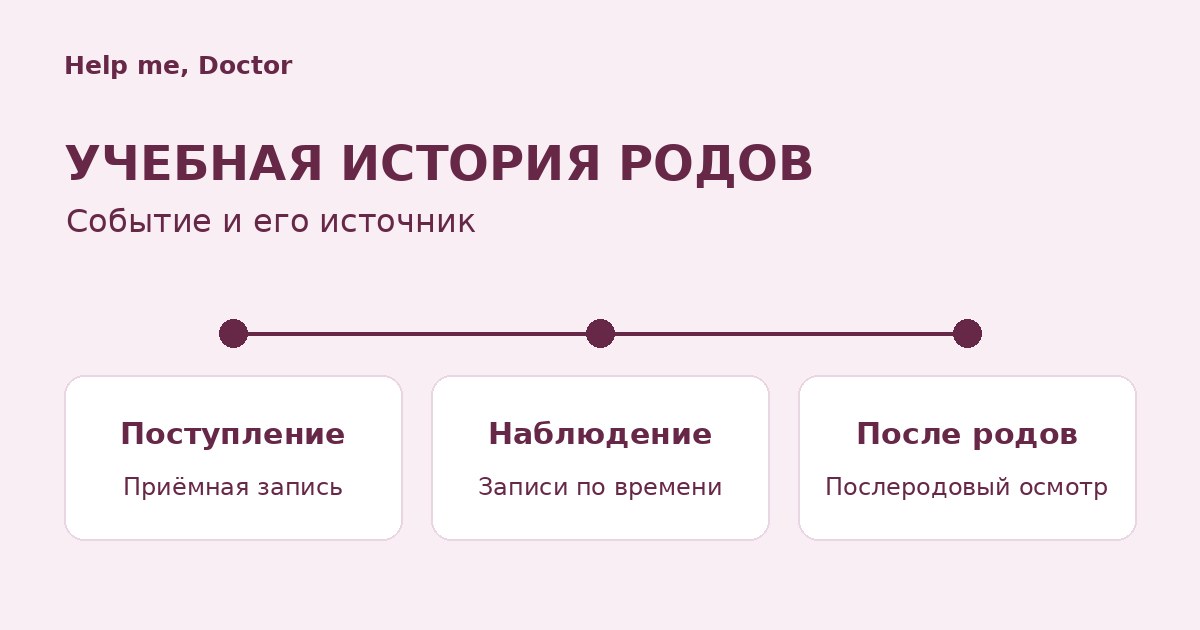 Help me, Doctor
УЧЕБНАЯ ИСТОРИЯ РОДОВ
Событие и его источник
Поступление
Приёмная запись
Наблюдение
Записи по времени
После родов
Послеродовый осмотр